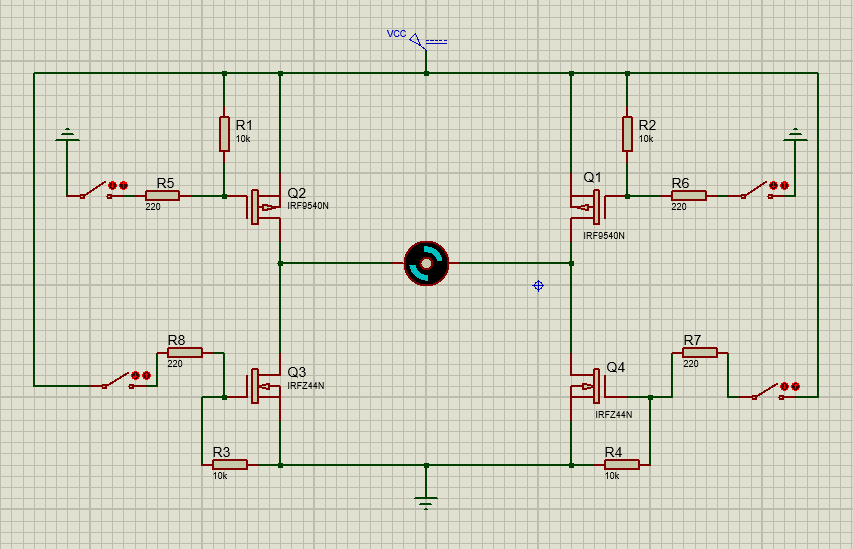 VCC
R1
10k
R2
10k
R5
220
Q2
IRF9540N
Q1
IRF9540N
R6
220
R8
220
Q3
IRFZ44N
R7
220
Q4
IRFZ44N
R3
10k
R4
10k